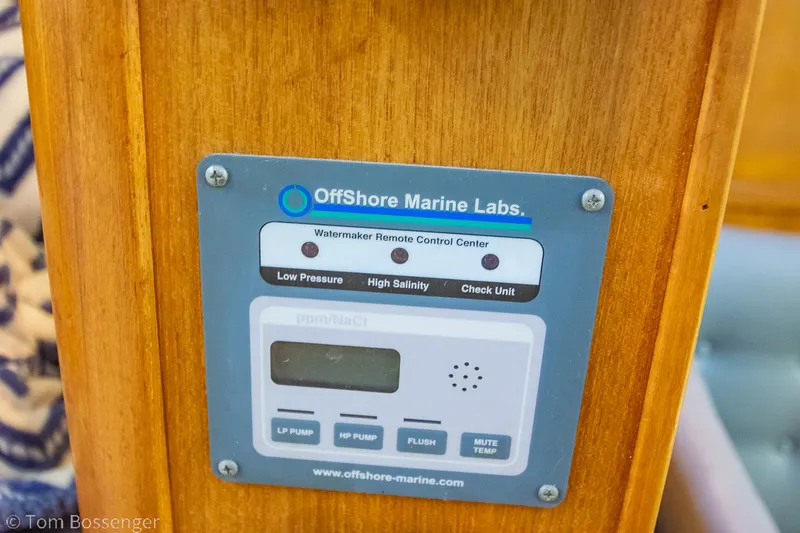 OffShore Marine Labs.
Watermaker Remote Control Center
Low Pressure High Salinity Check Unit
ppm/NaCl
LP PUMP HP PUMP FLUSH MUTE TEMP
www.offshore-marine.com
© Tom Bossenger